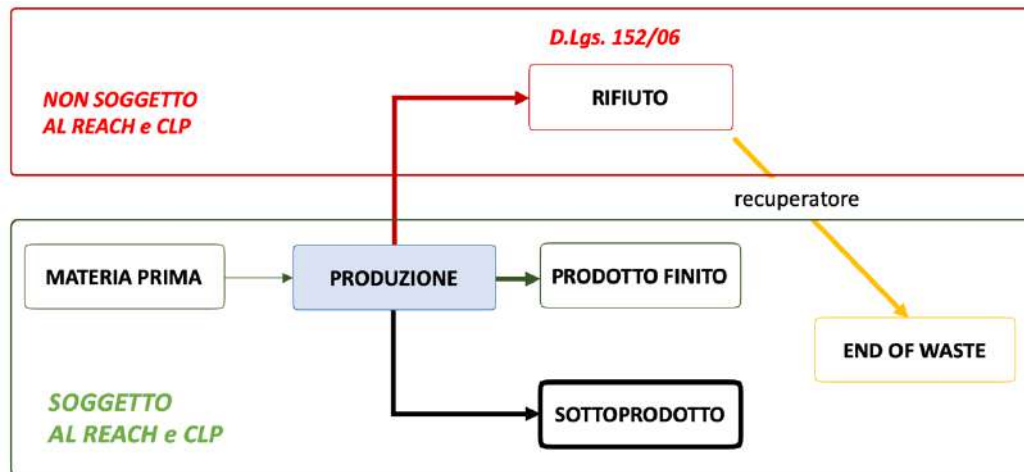 D.Lgs. 152/06
NON SOGGETTO
AL REACH e CLP
RIFIUTO
recuperatore
MATERIA PRIMA
PRODUZIONE
PRODOTTO FINITO
END OF WASTE
SOGGETTO
AL REACH e CLP
SOTTOPRODOTTO